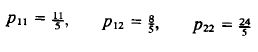 p₁₁ = 11/5, p₁₂ = 8/5, p₂₂ = 24/5